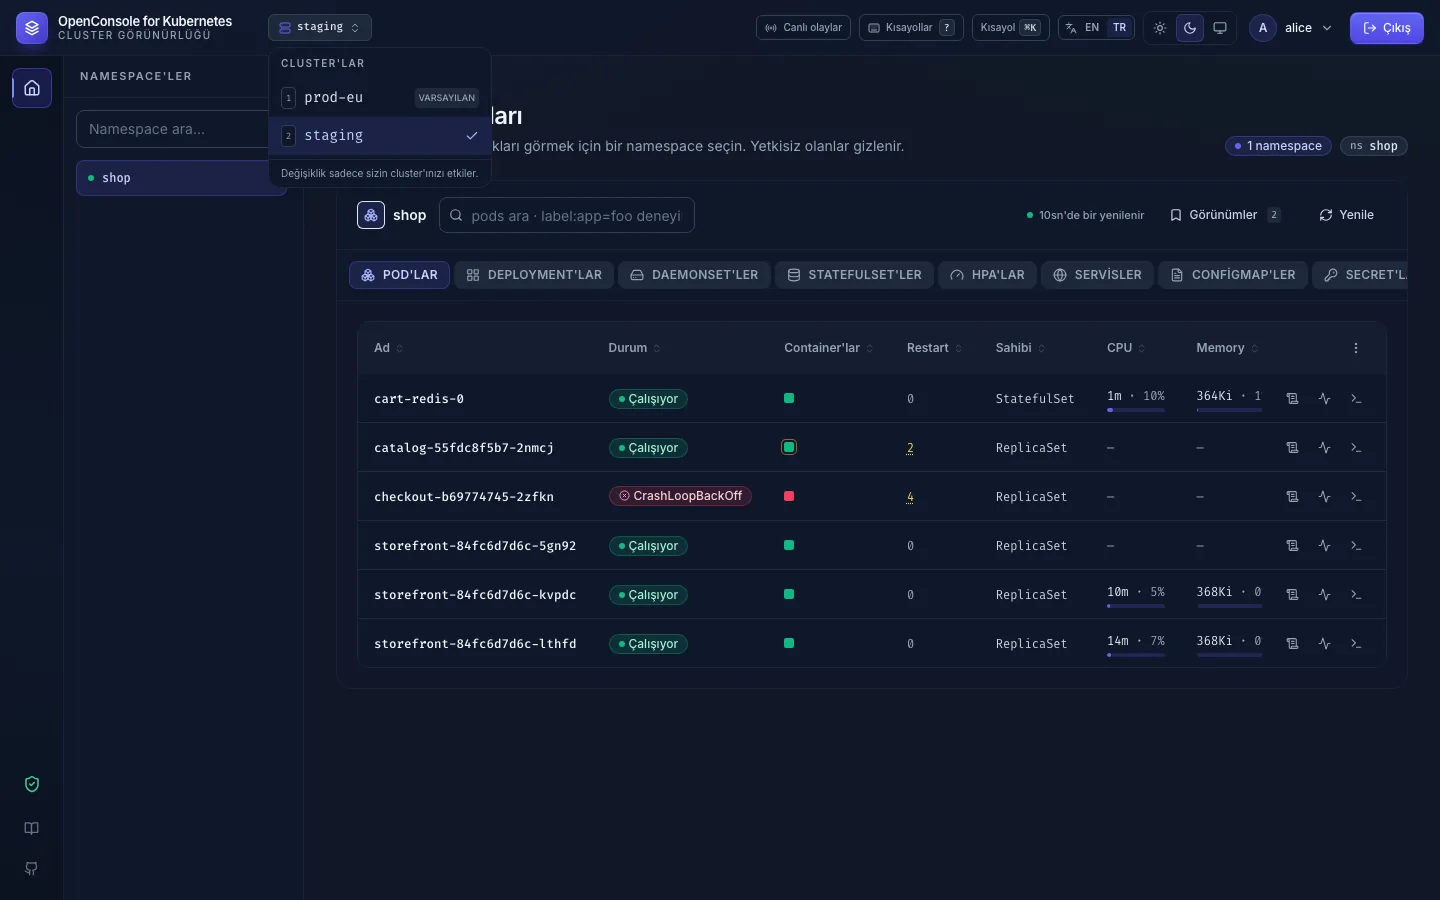 OpenConsole for Kubernetes
CLUSTER GÖRÜNÜRLÜĞÜ
staging
Canlı olaylar
Kısayollar ?
Kısayol ⌘K
EN TR
A alice
Çıkış
NAMESPACE'LER
Namespace ara...
shop
CLUSTER'LAR
1 prod-eu VARSAYILAN
2 staging
Değişiklik sadece sizin cluster'ınızı etkiler.
ları
kları görmek için bir namespace seçin. Yetkisiz olanlar gizlenir.
1 namespace
ns shop
shop
pods ara · label:app=foo deneyi
10sn'de bir yenilenir
Görünümler 2
Yenile
POD'LAR DEPLOYMENT'LAR DAEMONSET'LER STATEFULSET'LER HPA'LAR SERVİSLER CONFİGMAP'LER SECRET'L
Ad Durum Container'lar Restart Sahibi CPU Memory
cart-redis-0 Çalışıyor 0 StatefulSet 1m · 10% 364Ki · 1
catalog-55fdc8f5b7-2nmcj Çalışıyor 2 ReplicaSet — —
checkout-b69774745-2zfkn CrashLoopBackOff 4 ReplicaSet — —
storefront-84fc6d7d6c-5gn92 Çalışıyor 0 ReplicaSet — —
storefront-84fc6d7d6c-kvpdc Çalışıyor 0 ReplicaSet 10m · 5% 368Ki · 0
storefront-84fc6d7d6c-lthfd Çalışıyor 0 ReplicaSet 14m · 7% 368Ki · 0